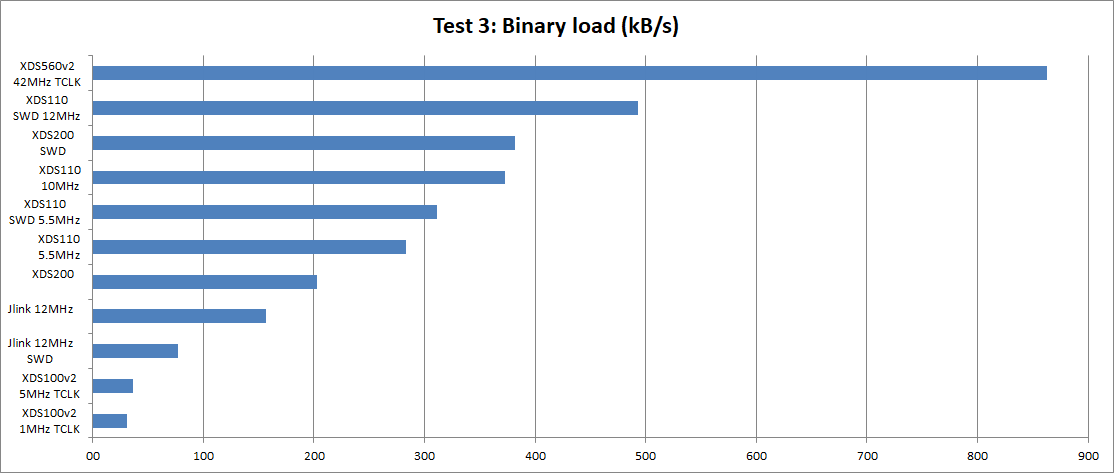 Test 3: Binary load (kB/s)
XDS560v2
42MHz TCLK
XDS110
SWD 12MHz
XDS200
SWD
XDS110
10MHz
XDS110
SWD 5.5MHz
XDS110
5.5MHz
XDS200
Jlink 12MHz
Jlink 12MHz
SWD
XDS100v2
5MHz TCLK
XDS100v2
1MHz TCLK
00 100 200 300 400 500 600 700 800 900